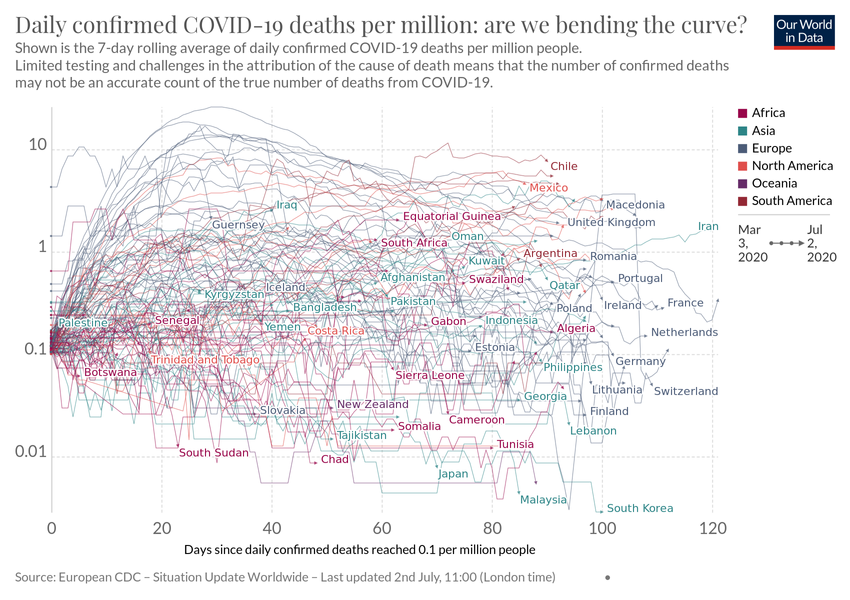 Daily confirmed COVID-19 deaths per million: are we bending the curve?
Our World
in Data
Shown is the 7-day rolling average of daily confirmed COVID-19 deaths per million people.
Limited testing and challenges in the attribution of the cause of death means that the number of confirmed deaths
may not be an accurate count of the true number of deaths from COVID-19.
Africa
Asia
Europe
North America
Oceania
South America
Mar
3,
2020
Jul
2,
2020
10
1
0.1
0.01
Chile
Mexico
Iraq
Macedonia
Equatorial Guinea
Guernsey
United Kingdom
Iran
Oman
South Africa
Argentina
Romania
Kuwait
Afghanistan
Swaziland
Portugal
Iceland
Qatar
Kyrgyzstan
Pakistan
Bangladesh
Poland
Ireland
France
Palestine
Senegal
Gabon
Indonesia
Yemen
Costa Rica
Algeria
Netherlands
Estonia
Trinidad and Tobago
Germany
Botswana
Sierra Leone
Philippines
Lithuania
Switzerland
Georgia
New Zealand
Slovakia
Finland
Cameroon
Somalia
Lebanon
Tajikistan
Tunisia
South Sudan
Chad
Japan
Malaysia
South Korea
0
20
40
60
80
100
120
Days since daily confirmed deaths reached 0.1 per million people
Source: European CDC – Situation Update Worldwide – Last updated 2nd July, 11:00 (London time)